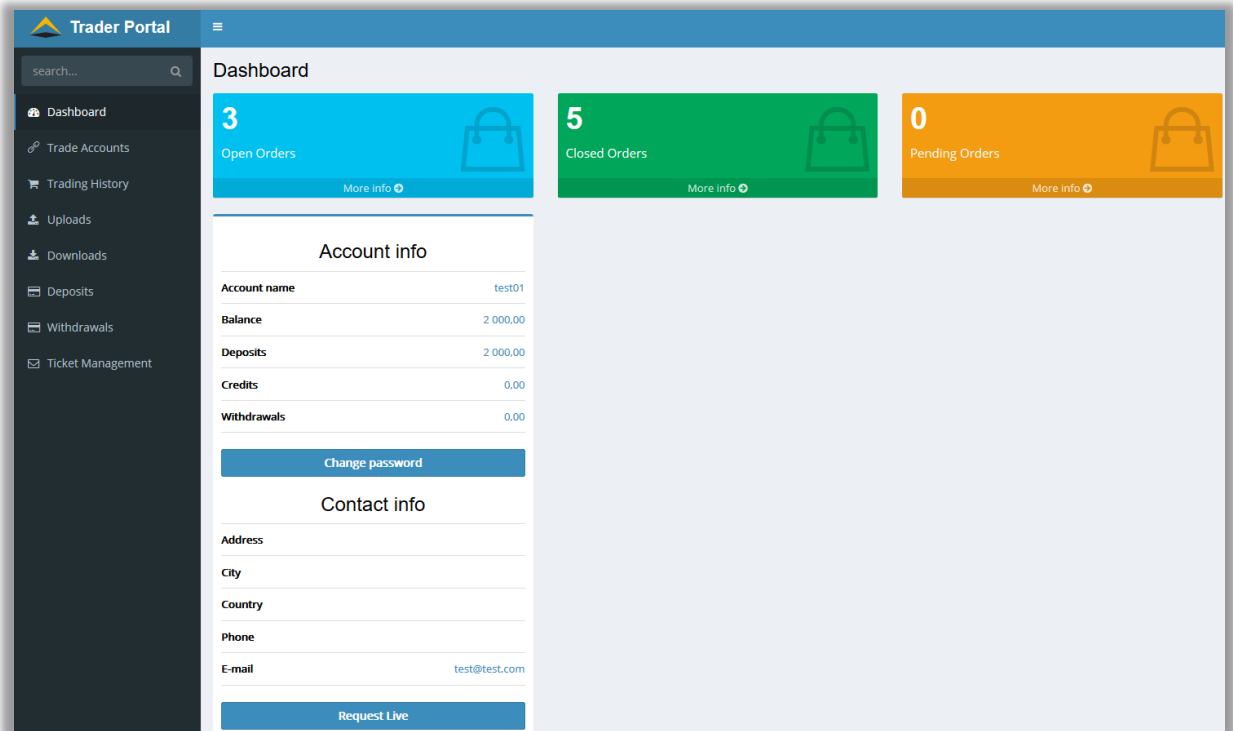 Trader Portal
search...
Dashboard
Trade Accounts
Trading History
Uploads
Downloads
Deposits
Withdrawals
Ticket Management
Dashboard
3
Open Orders
More info
5
Closed Orders
More info
0
Pending Orders
More info
Account info
Account name test01
Balance 2 000,00
Deposits 2 000,00
Credits 0,00
Withdrawals 0,00
Change password
Contact info
Address
City
Country
Phone
E-mail test@test.com
Request Live